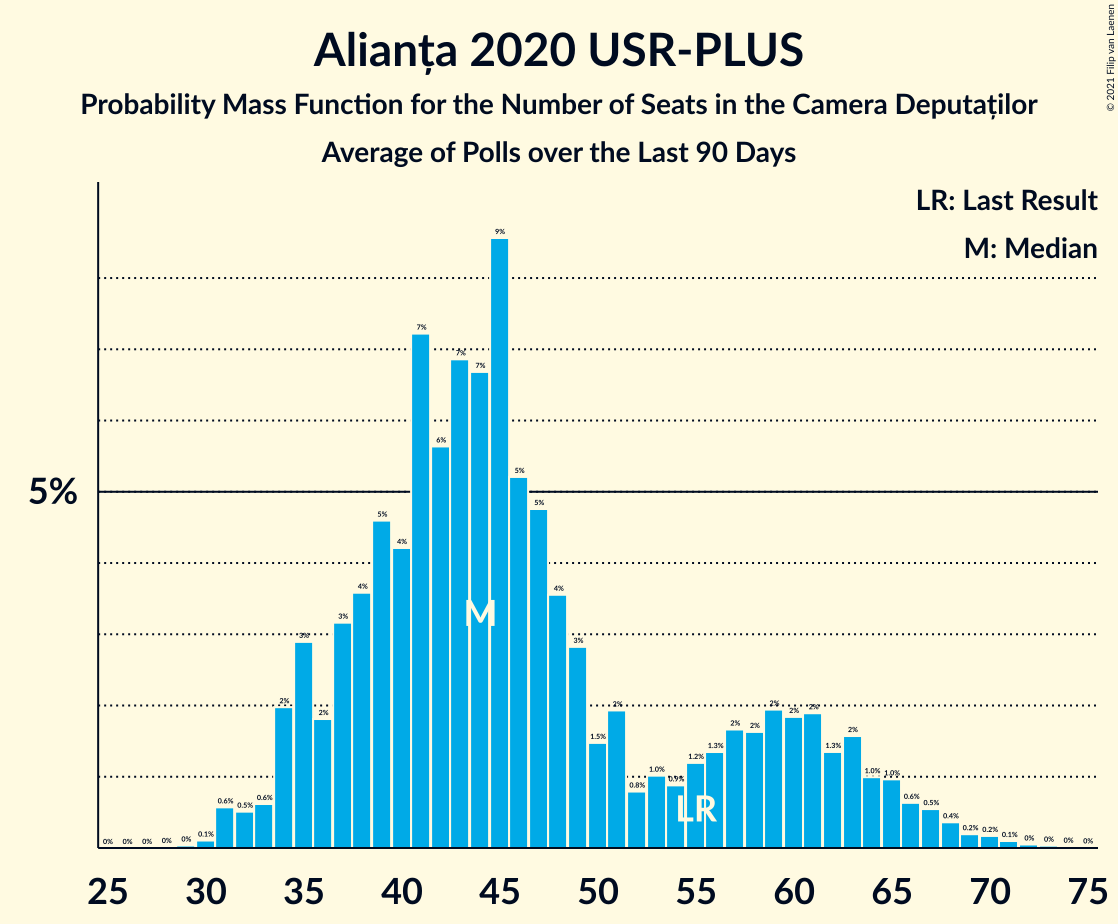 Alianța 2020 USR-PLUS
Probability Mass Function for the Number of Seats in the Camera Deputaților
Average of Polls over the Last 90 Days
© 2021 Filip van Laenen
LR: Last Result
M: Median
5%
0% 0% 0% 0% 0% 0.1% 0.6% 0.5% 0.6% 2% 3% 2% 3% 4% 5% 4% 7% 6% 7% 7% 9% 5% 5% 4% 3% 1.5% 2% 0.8% 1.0% 0.9% 1.2% 1.3% 2% 2% 2% 2% 2% 1.3% 2% 1.0% 1.0% 0.6% 0.5% 0.4% 0.2% 0.2% 0.1% 0% 0% 0% 0%
M
LR
25 30 35 40 45 50 55 60 65 70 75